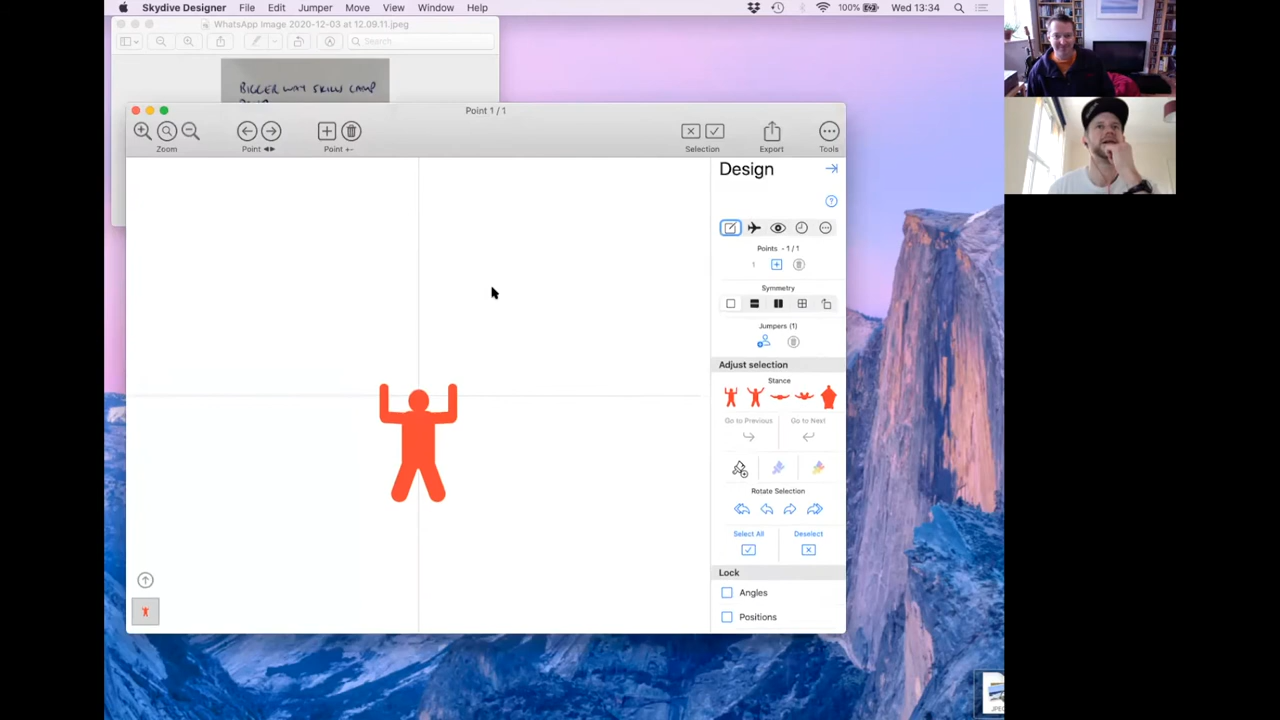 Skydive Designer File Edit Jumper Move View Window Help 100% Wed 13:34
WhatsApp Image 2020-12-03 at 12.09.11.jpeg
Search
BIGGER WAY SKILLS CAMP
Point 1 / 1
Zoom Point Point +- Selection Export Tools
Design
Points - 1 / 1
1
Symmetry
Jumpers (1)
Adjust selection
Stance
Go to Previous Go to Next
Rotate Selection
Select All Deselect
Lock
Angles
Positions